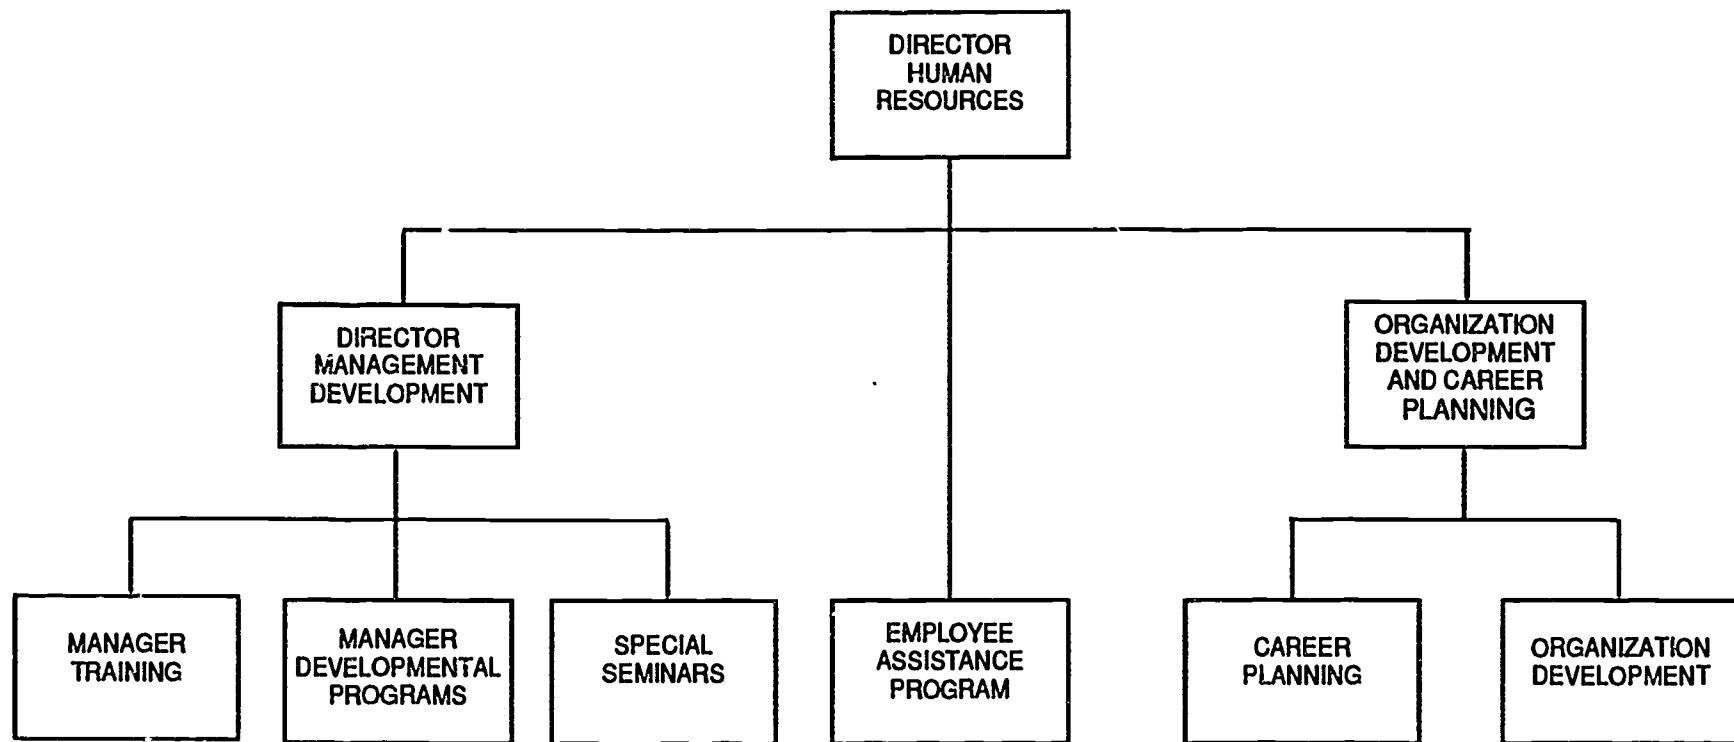 DIRECTOR
HUMAN
RESOURCES
DIRECTOR
MANAGEMENT
DEVELOPMENT
ORGANIZATION
DEVELOPMENT
AND CAREER
PLANNING
MANAGER
TRAINING
MANAGER
DEVELOPMENTAL
PROGRAMS
SPECIAL
SEMINARS
EMPLOYEE
ASSISTANCE
PROGRAM
CAREER
PLANNING
ORGANIZATION
DEVELOPMENT